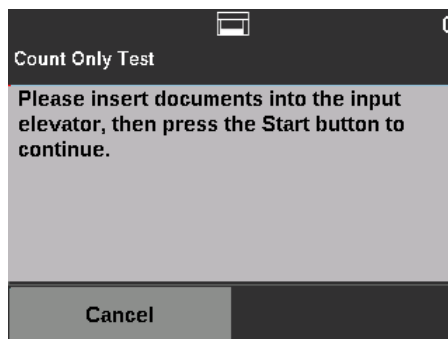 Count Only Test
Please insert documents into the input
elevator, then press the Start button to
continue.
Cancel